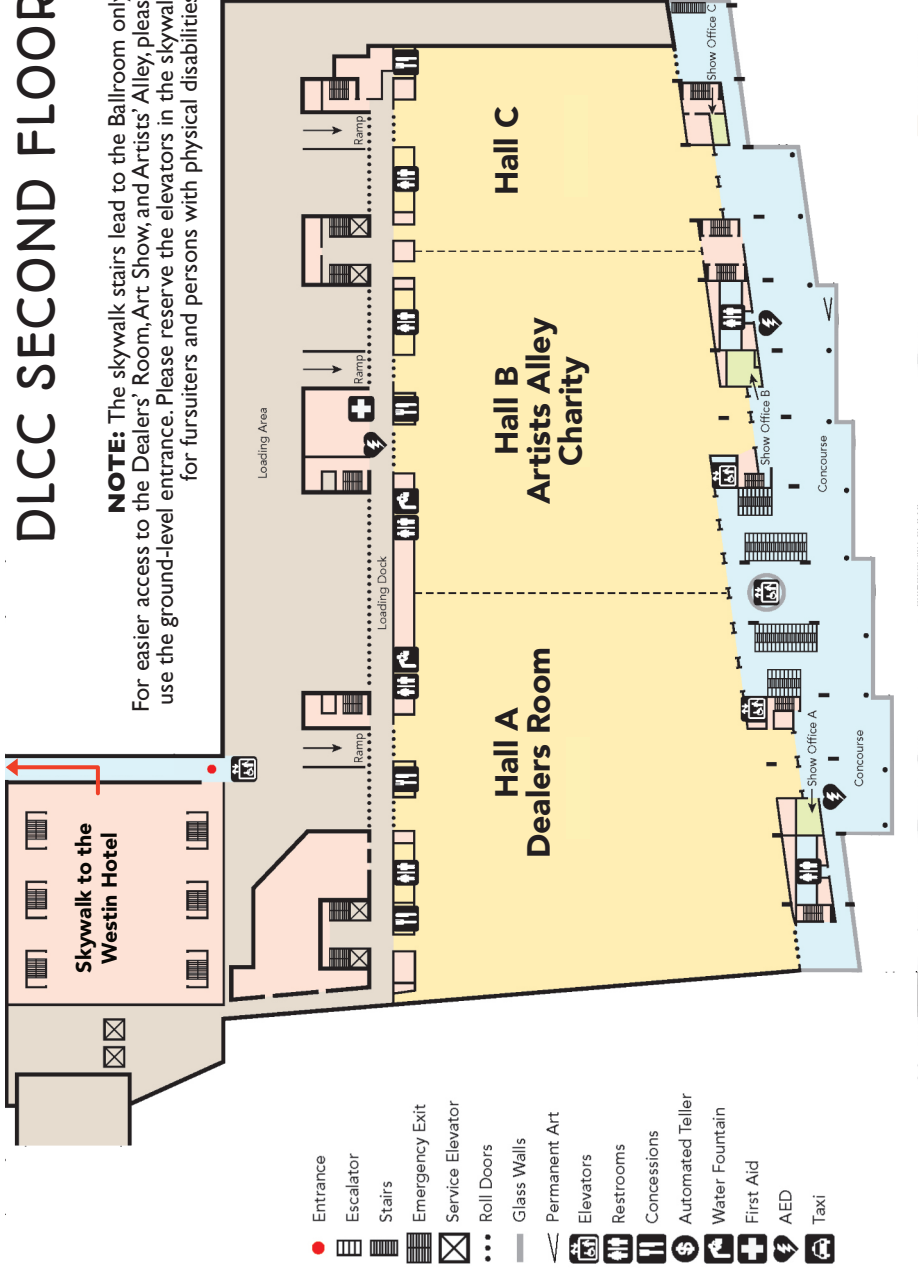 DLCC SECOND FLOOR
NOTE: The skywalk stairs lead to the Ballroom only
For easier access to the Dealers' Room, Art Show, and Artists' Alley, pleas
use the ground-level entrance. Please reserve the elevators in the skywal
for fursuiters and persons with physical disabilities
Skywalk to the
Westin Hotel
Loading Area
Ramp
Ramp
Ramp
Loading Dock
Hall A
Dealers Room
Hall B
Artists Alley
Charity
Hall C
Show Office A
Show Office B
Show Office C
Concourse
Concourse
Entrance
Escalator
Stairs
Emergency Exit
Service Elevator
Roll Doors
Glass Walls
Permanent Art
Elevators
Restrooms
Concessions
$ Automated Teller
Water Fountain
First Aid
AED
Taxi